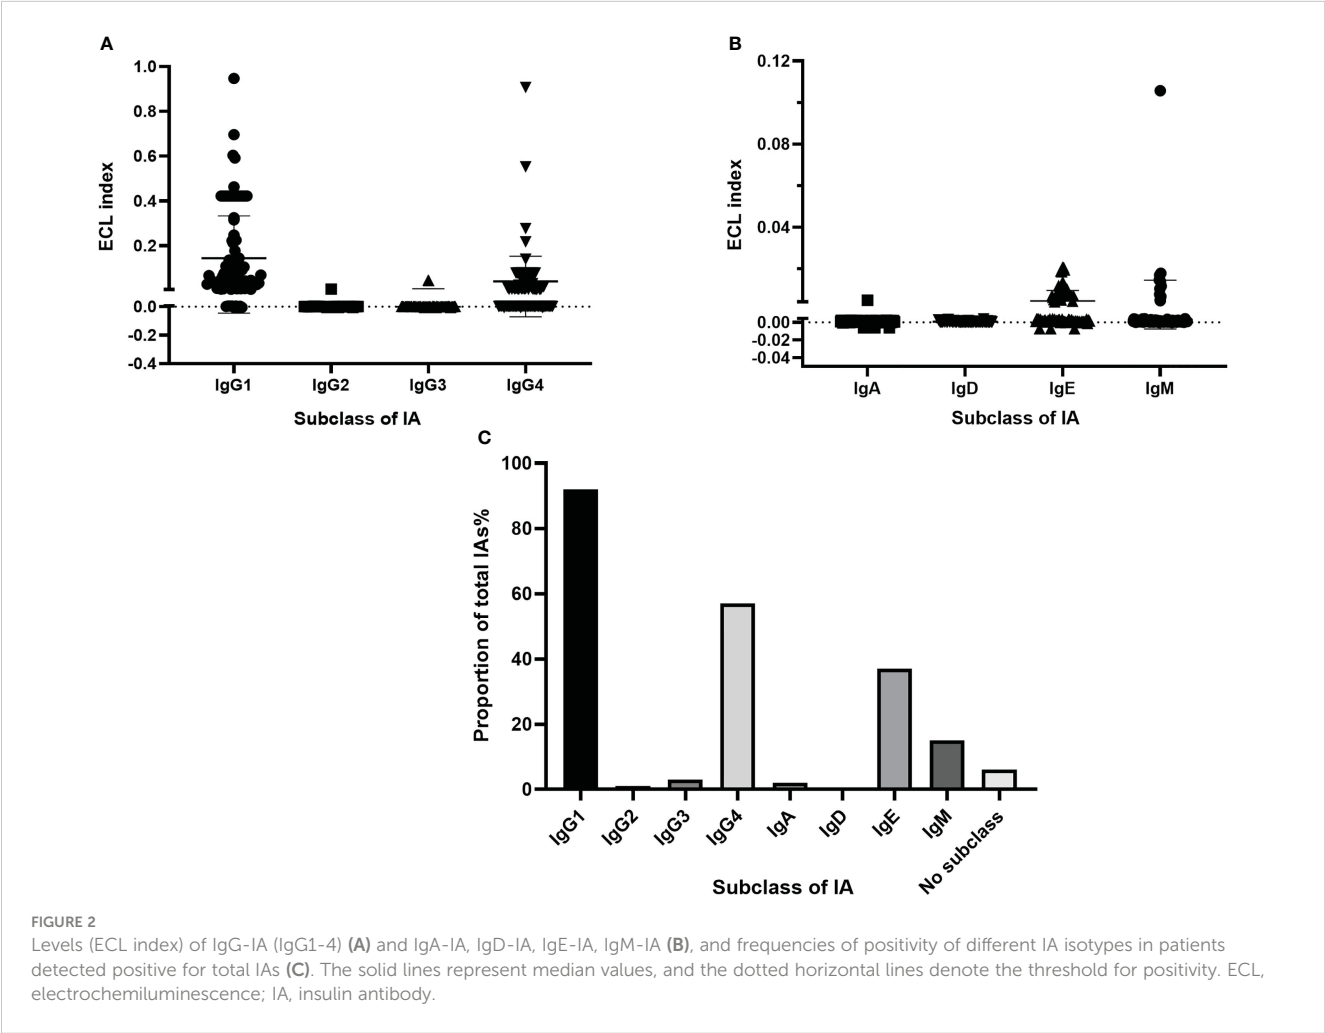 A
1.0
0.8
0.6
0.4
0.2
0.0
-0.2
-0.4
ECL index
IgG1 IgG2 IgG3 IgG4
Subclass of IA
B
0.12
0.08
0.04
0.00
-0.02
-0.04
ECL index
IgA IgD IgE IgM
Subclass of IA
C
100
80
60
40
20
0
Proportion of total IAs%
IgG1 IgG2 IgG3 IgG4 IgA IgD IgE IgM No subclass
Subclass of IA
FIGURE 2
Levels (ECL index) of IgG-IA (IgG1-4) (A) and IgA-IA, IgD-IA, IgE-IA, IgM-IA (B), and frequencies of positivity of different IA isotypes in patients
detected positive for total IAs (C). The solid lines represent median values, and the dotted horizontal lines denote the threshold for positivity. ECL,
electrochemiluminescence; IA, insulin antibody.